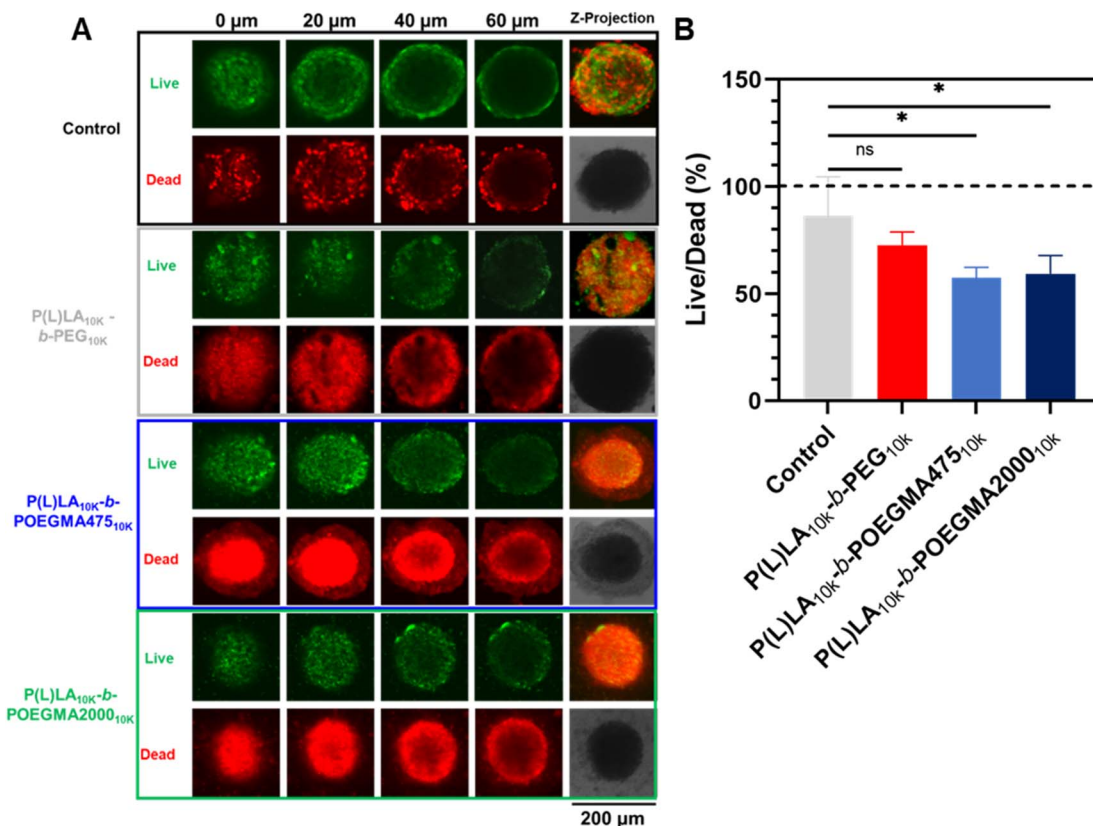 A
0 µm 20 µm 40 µm 60 µm Z-Projection
Control
Live
Dead
P(L)LA10K -
b-PEG10K
Live
Dead
P(L)LA10K-b-
POEGMA47510K
Live
Dead
P(L)LA10K-b-
POEGMA200010K
Live
Dead
200 µm
B
Live/Dead (%)
150
100
50
0
*
*
ns
Control
P(L)LA10k-b-PEG10k
P(L)LA10k-b-POEGMA47510k
P(L)LA10k-b-POEGMA200010k